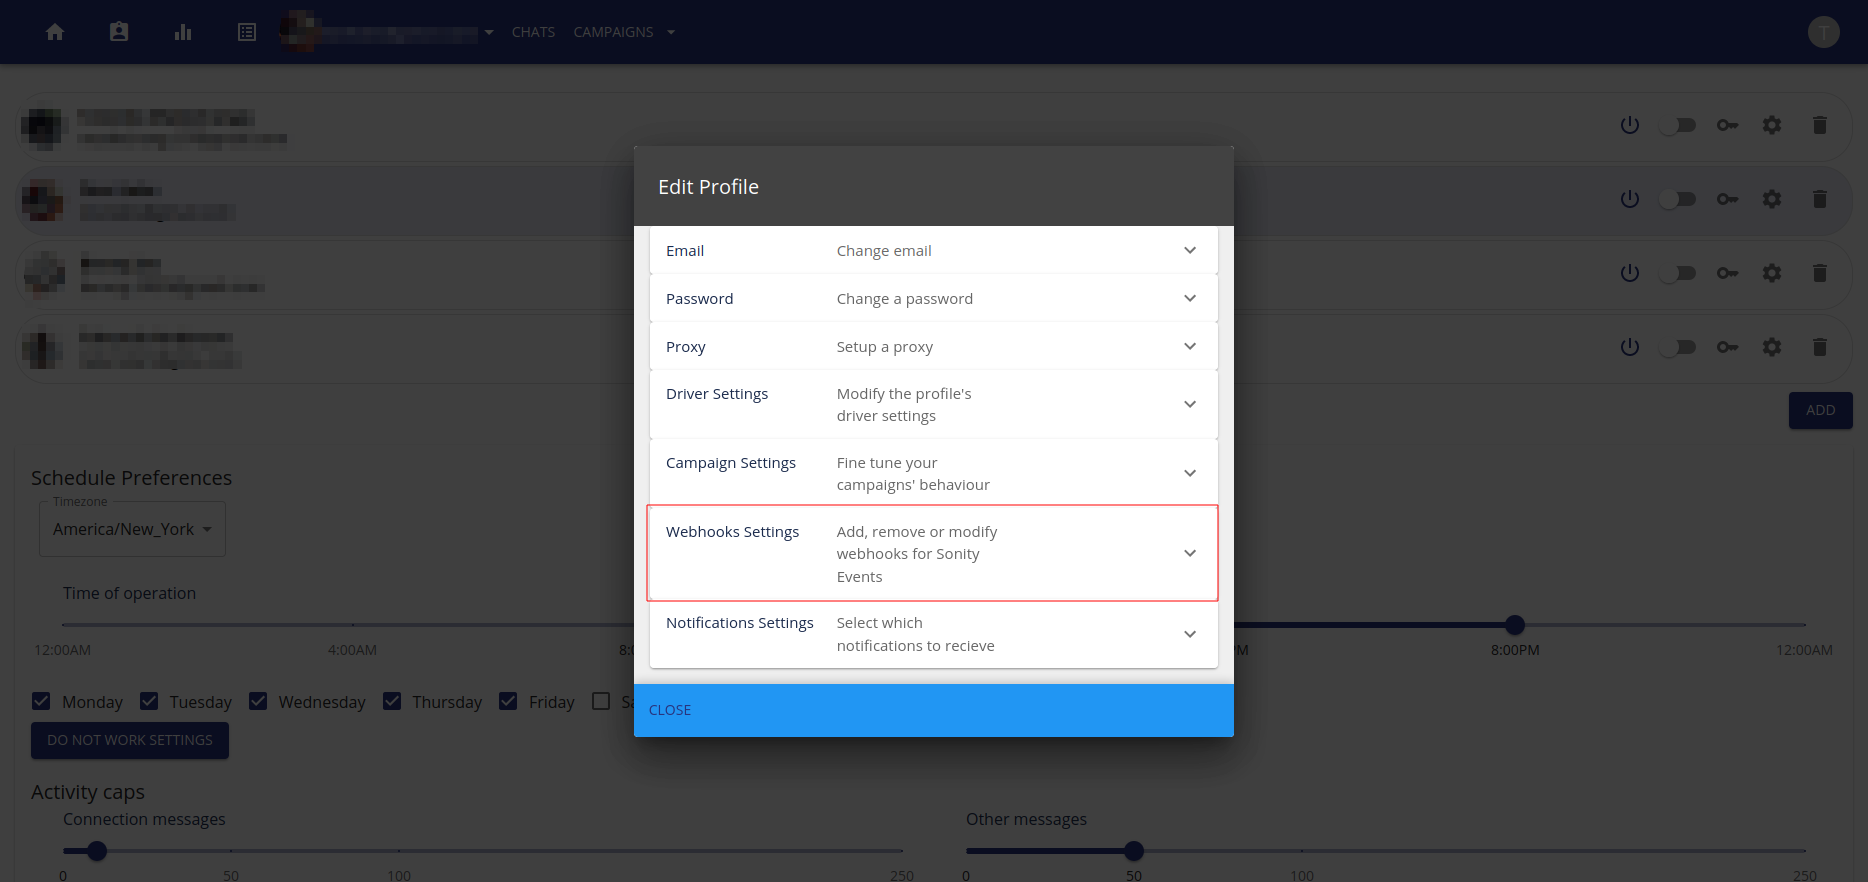 CHATS
CAMPAIGNS
T
Edit Profile
Email
Change email
Password
Change a password
Proxy
Setup a proxy
Driver Settings
Modify the profile's
driver settings
Campaign Settings
Fine tune your
campaigns' behaviour
Webhooks Settings
Add, remove or modify
webhooks for Sonity
Events
Notifications Settings
Select which
notifications to recieve
CLOSE
ADD
Schedule Preferences
Timezone
America/New_York
Time of operation
12:00AM
4:00AM
8:00PM
12:00AM
Monday
Tuesday
Wednesday
Thursday
Friday
DO NOT WORK SETTINGS
Activity caps
Connection messages
0
50
100
250
Other messages
0
50
100
250